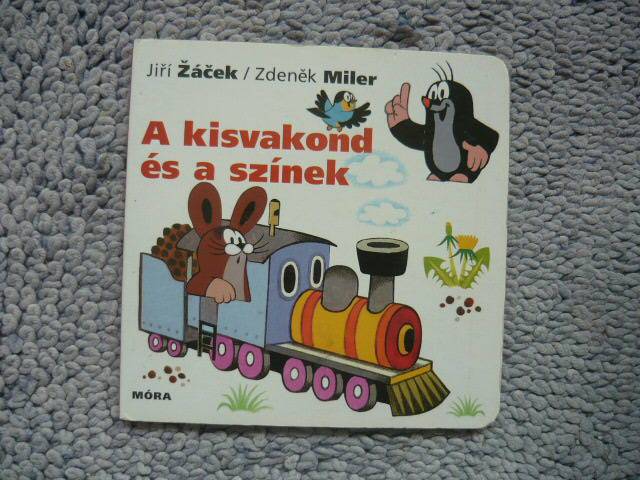 Jiří Žáček / Zdeněk Miler
A kisvakond
és a színek
MÓRA